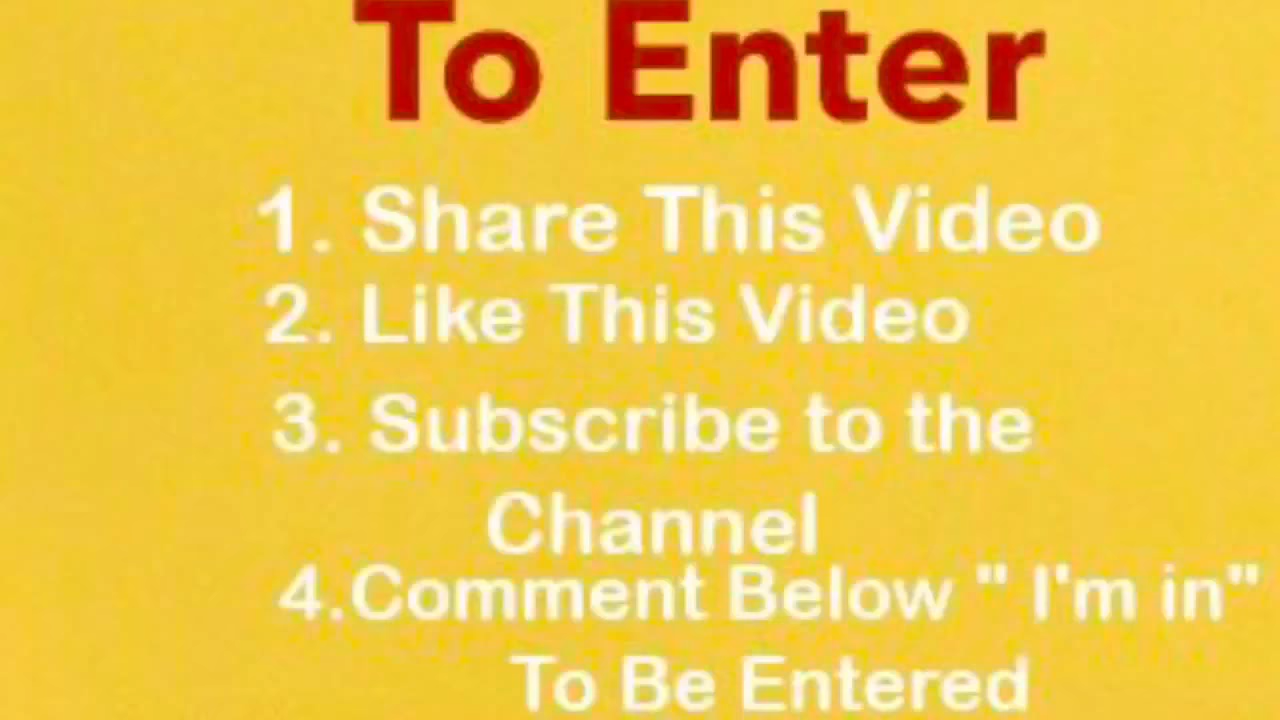 To Enter
1. Share This Video
2. Like This Video
3. Subscribe to the
Channel
4.Comment Below " I'm in"
To Be Entered